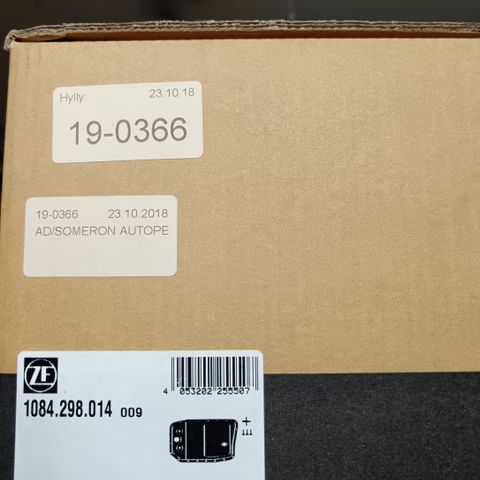 Hylly: 23.10.18
19-0366
19-0366 23.10.2018
AD/SOMERON AUTOPE
ZF
4 053202 255507
1084.298.014 009